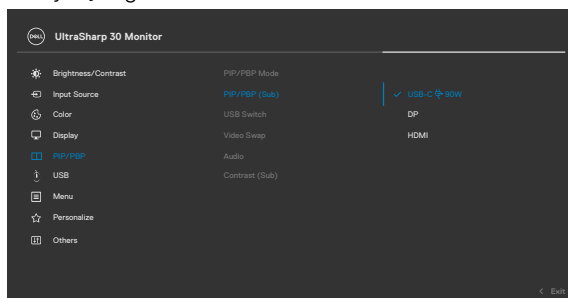 DELL UltraSharp 30 Monitor
Brightness/Contrast PIP/PBP Mode
Input Source PIP/PBP (Sub) USB-C 90W
Color USB Switch DP
Display Video Swap HDMI
PIP/PBP Audio
USB Contrast (Sub)
Menu
Personalize
Others
Exit